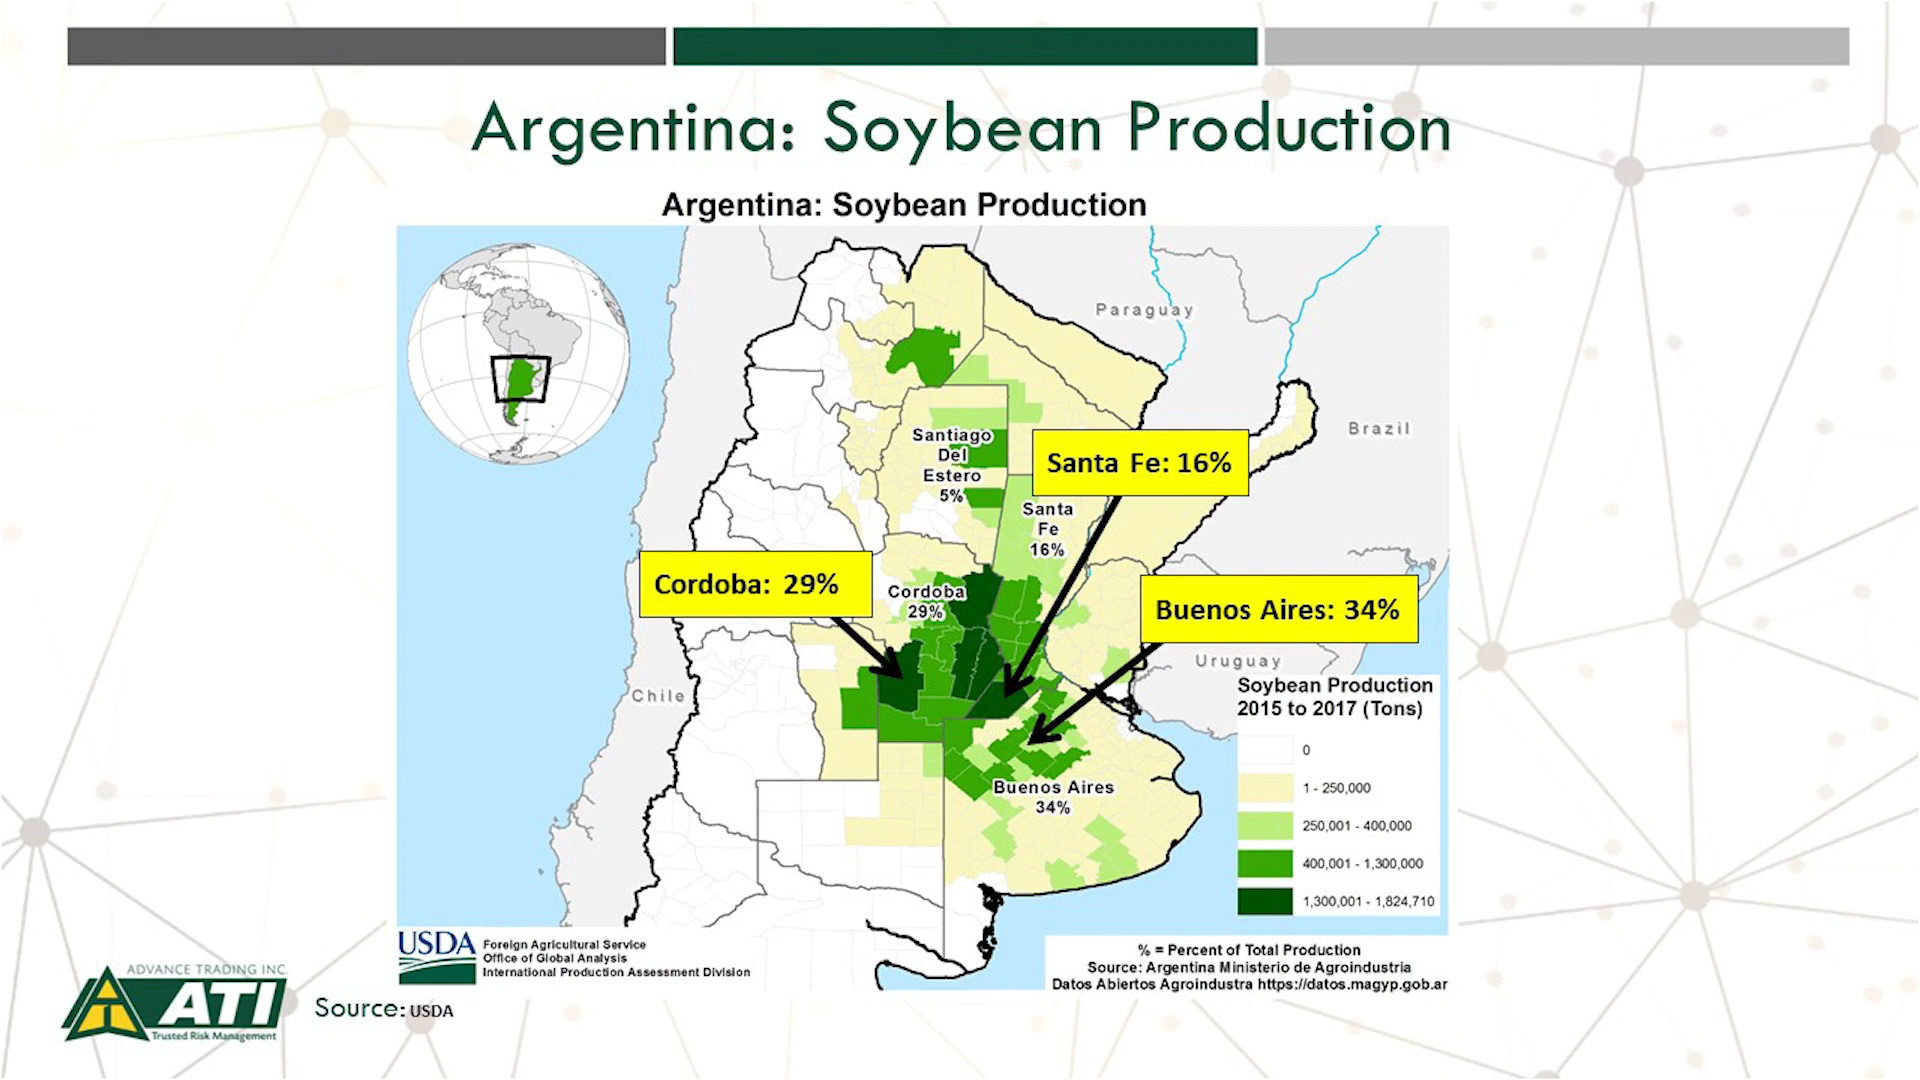 Argentina: Soybean Production
Argentina: Soybean Production
Paraguay
Brazil
Santiago
Del
Estero
5%
Santa Fe: 16%
Santa
Fe
16%
Cordoba: 29%
Cordoba
29%
Buenos Aires: 34%
Uruguay
Chile
Buenos Aires
34%
Soybean Production
2015 to 2017 (Tons)
0
1 - 250,000
250,001 - 400,000
400,001 - 1,300,000
1,300,001 - 1,824,710
USDA
Foreign Agricultural Service
Office of Global Analysis
International Production Assessment Division
% = Percent of Total Production
Source: Argentina Ministerio de Agroindustria
Datos Abiertos Agroindustra https://datos.magyp.gob.ar
ADVANCE TRADING INC.
ATI
Trusted Risk Management
Source: USDA